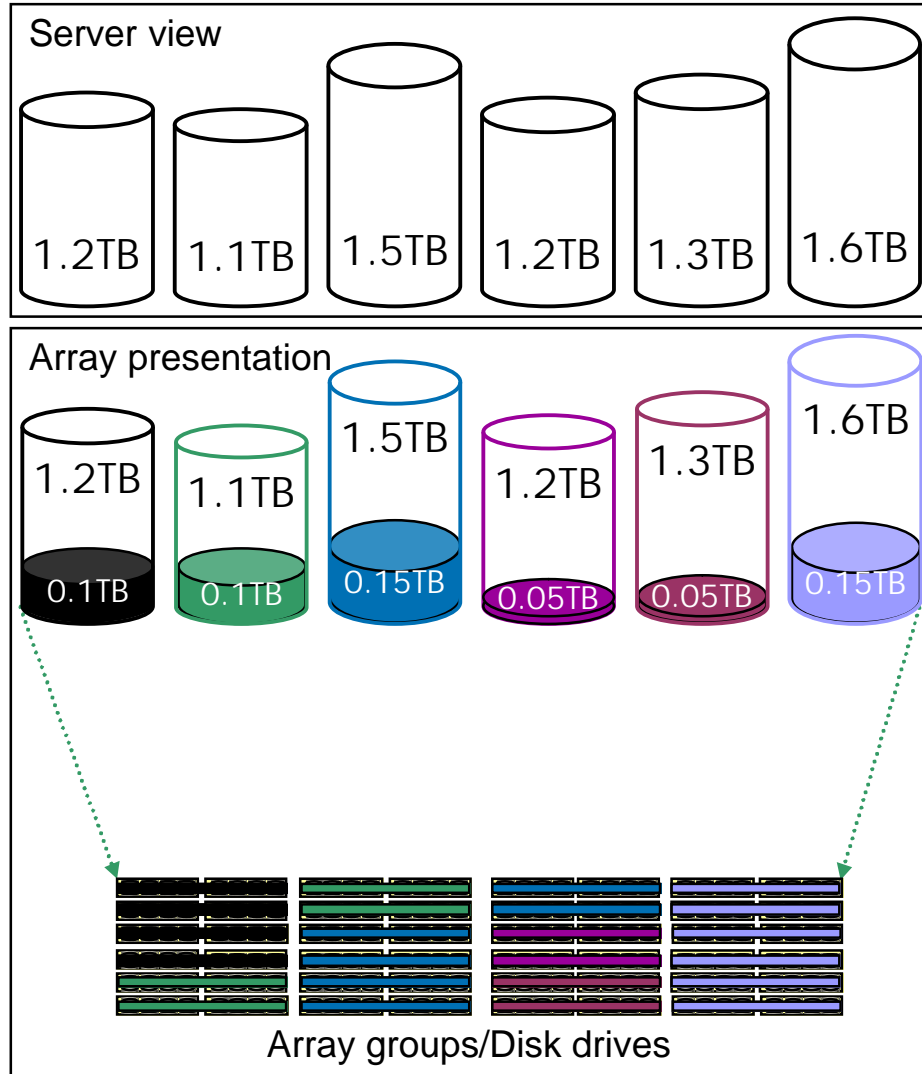 Server view
1.2TB 1.1TB 1.5TB 1.2TB 1.3TB 1.6TB
Array presentation
1.2TB 1.1TB 1.5TB 1.2TB 1.3TB 1.6TB
0.1TB 0.1TB 0.15TB 0.05TB 0.05TB 0.15TB
Array groups/Disk drives